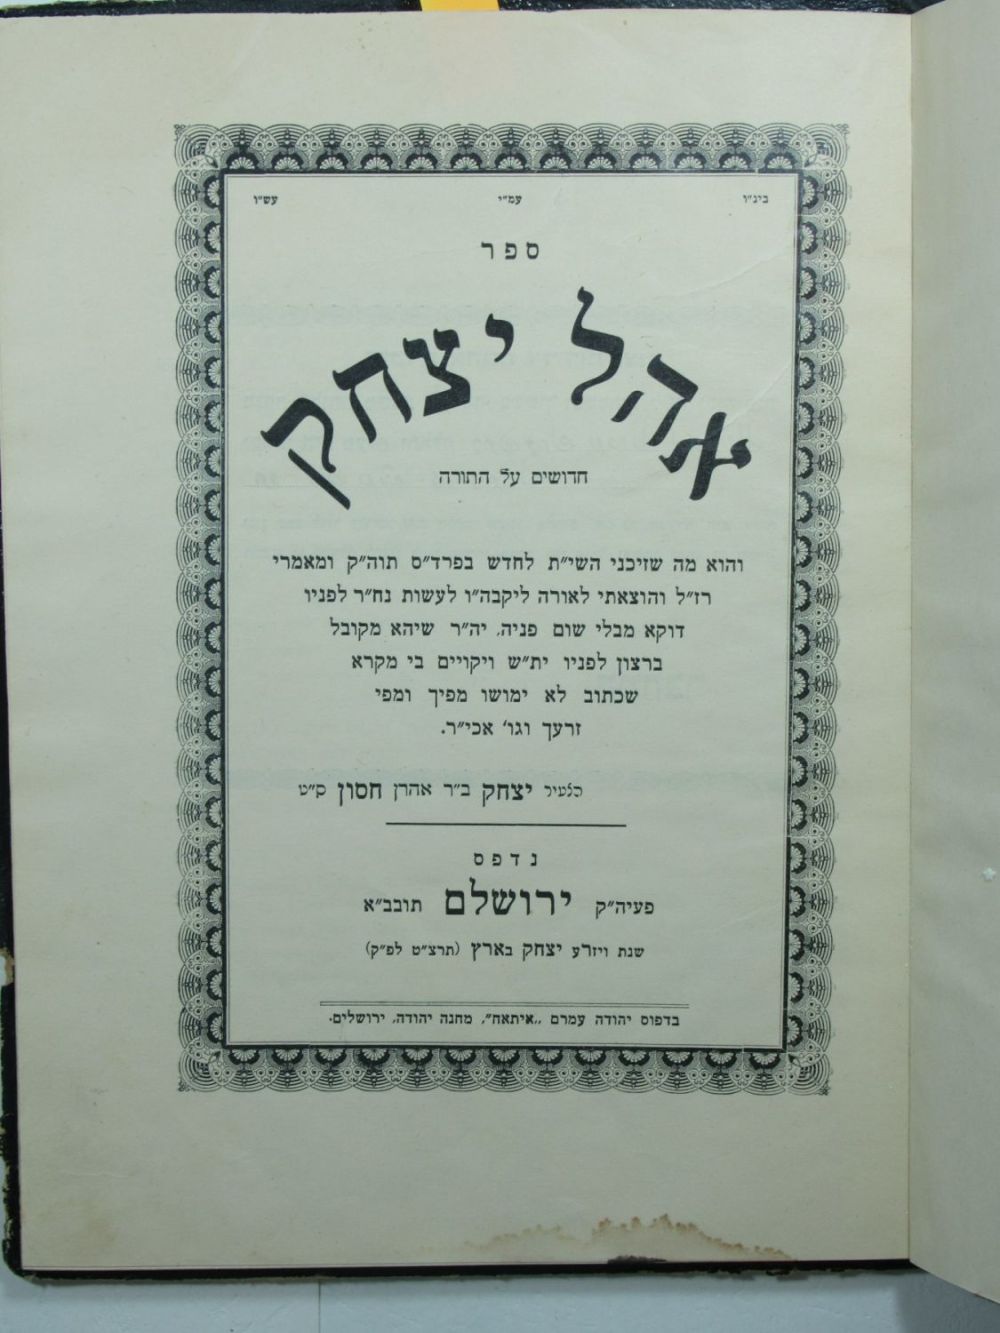 בינ״ו עמ״י עש״ו
ספר
אהל יצחק
חדושים על התורה
והוא מה שזיכני השי״ת לחדש בפרד״ס תוה״ק ומאמרי
רז״ל והוצאתי לאורה ליקבה״ו לעשות נח״ר לפניו
דוקא מבלי שום פניה, יה״ר שיהא מקובל
ברצון לפניו ית״ש ויקויים בי מקרא
שכתוב לא ימושו מפיך ומפי
זרעך וגו׳ אכי״ר.
הצעיר יצחק ב״ר אהרן חסון ס״ט
נדפס
פעיה״ק ירושלם תובב״א
שנת ויזרע יצחק בארץ (תרצ״ט לפ״ק)
בדפוס יהודה עמרם ,,איתאח״, מחנה יהודה, ירושלים.